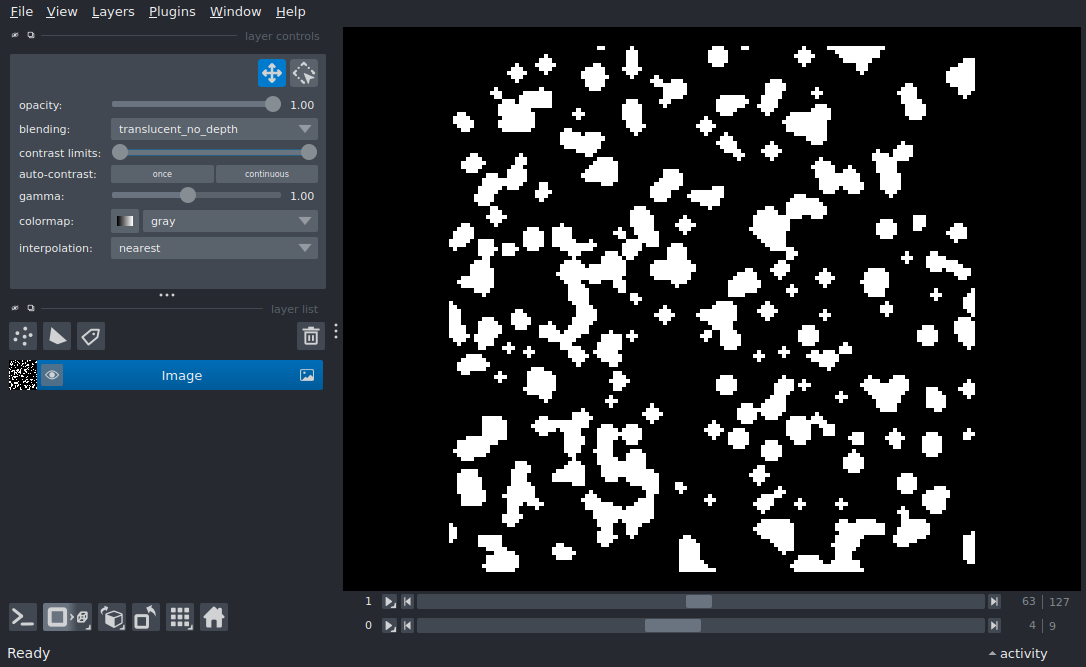 File View Layers Plugins Window Help
layer controls
opacity: 1.00
blending: translucent_no_depth
contrast limits:
auto-contrast: once continuous
gamma: 1.00
colormap: gray
interpolation: nearest
layer list
Image
1 63 127
0 4 9
Ready activity